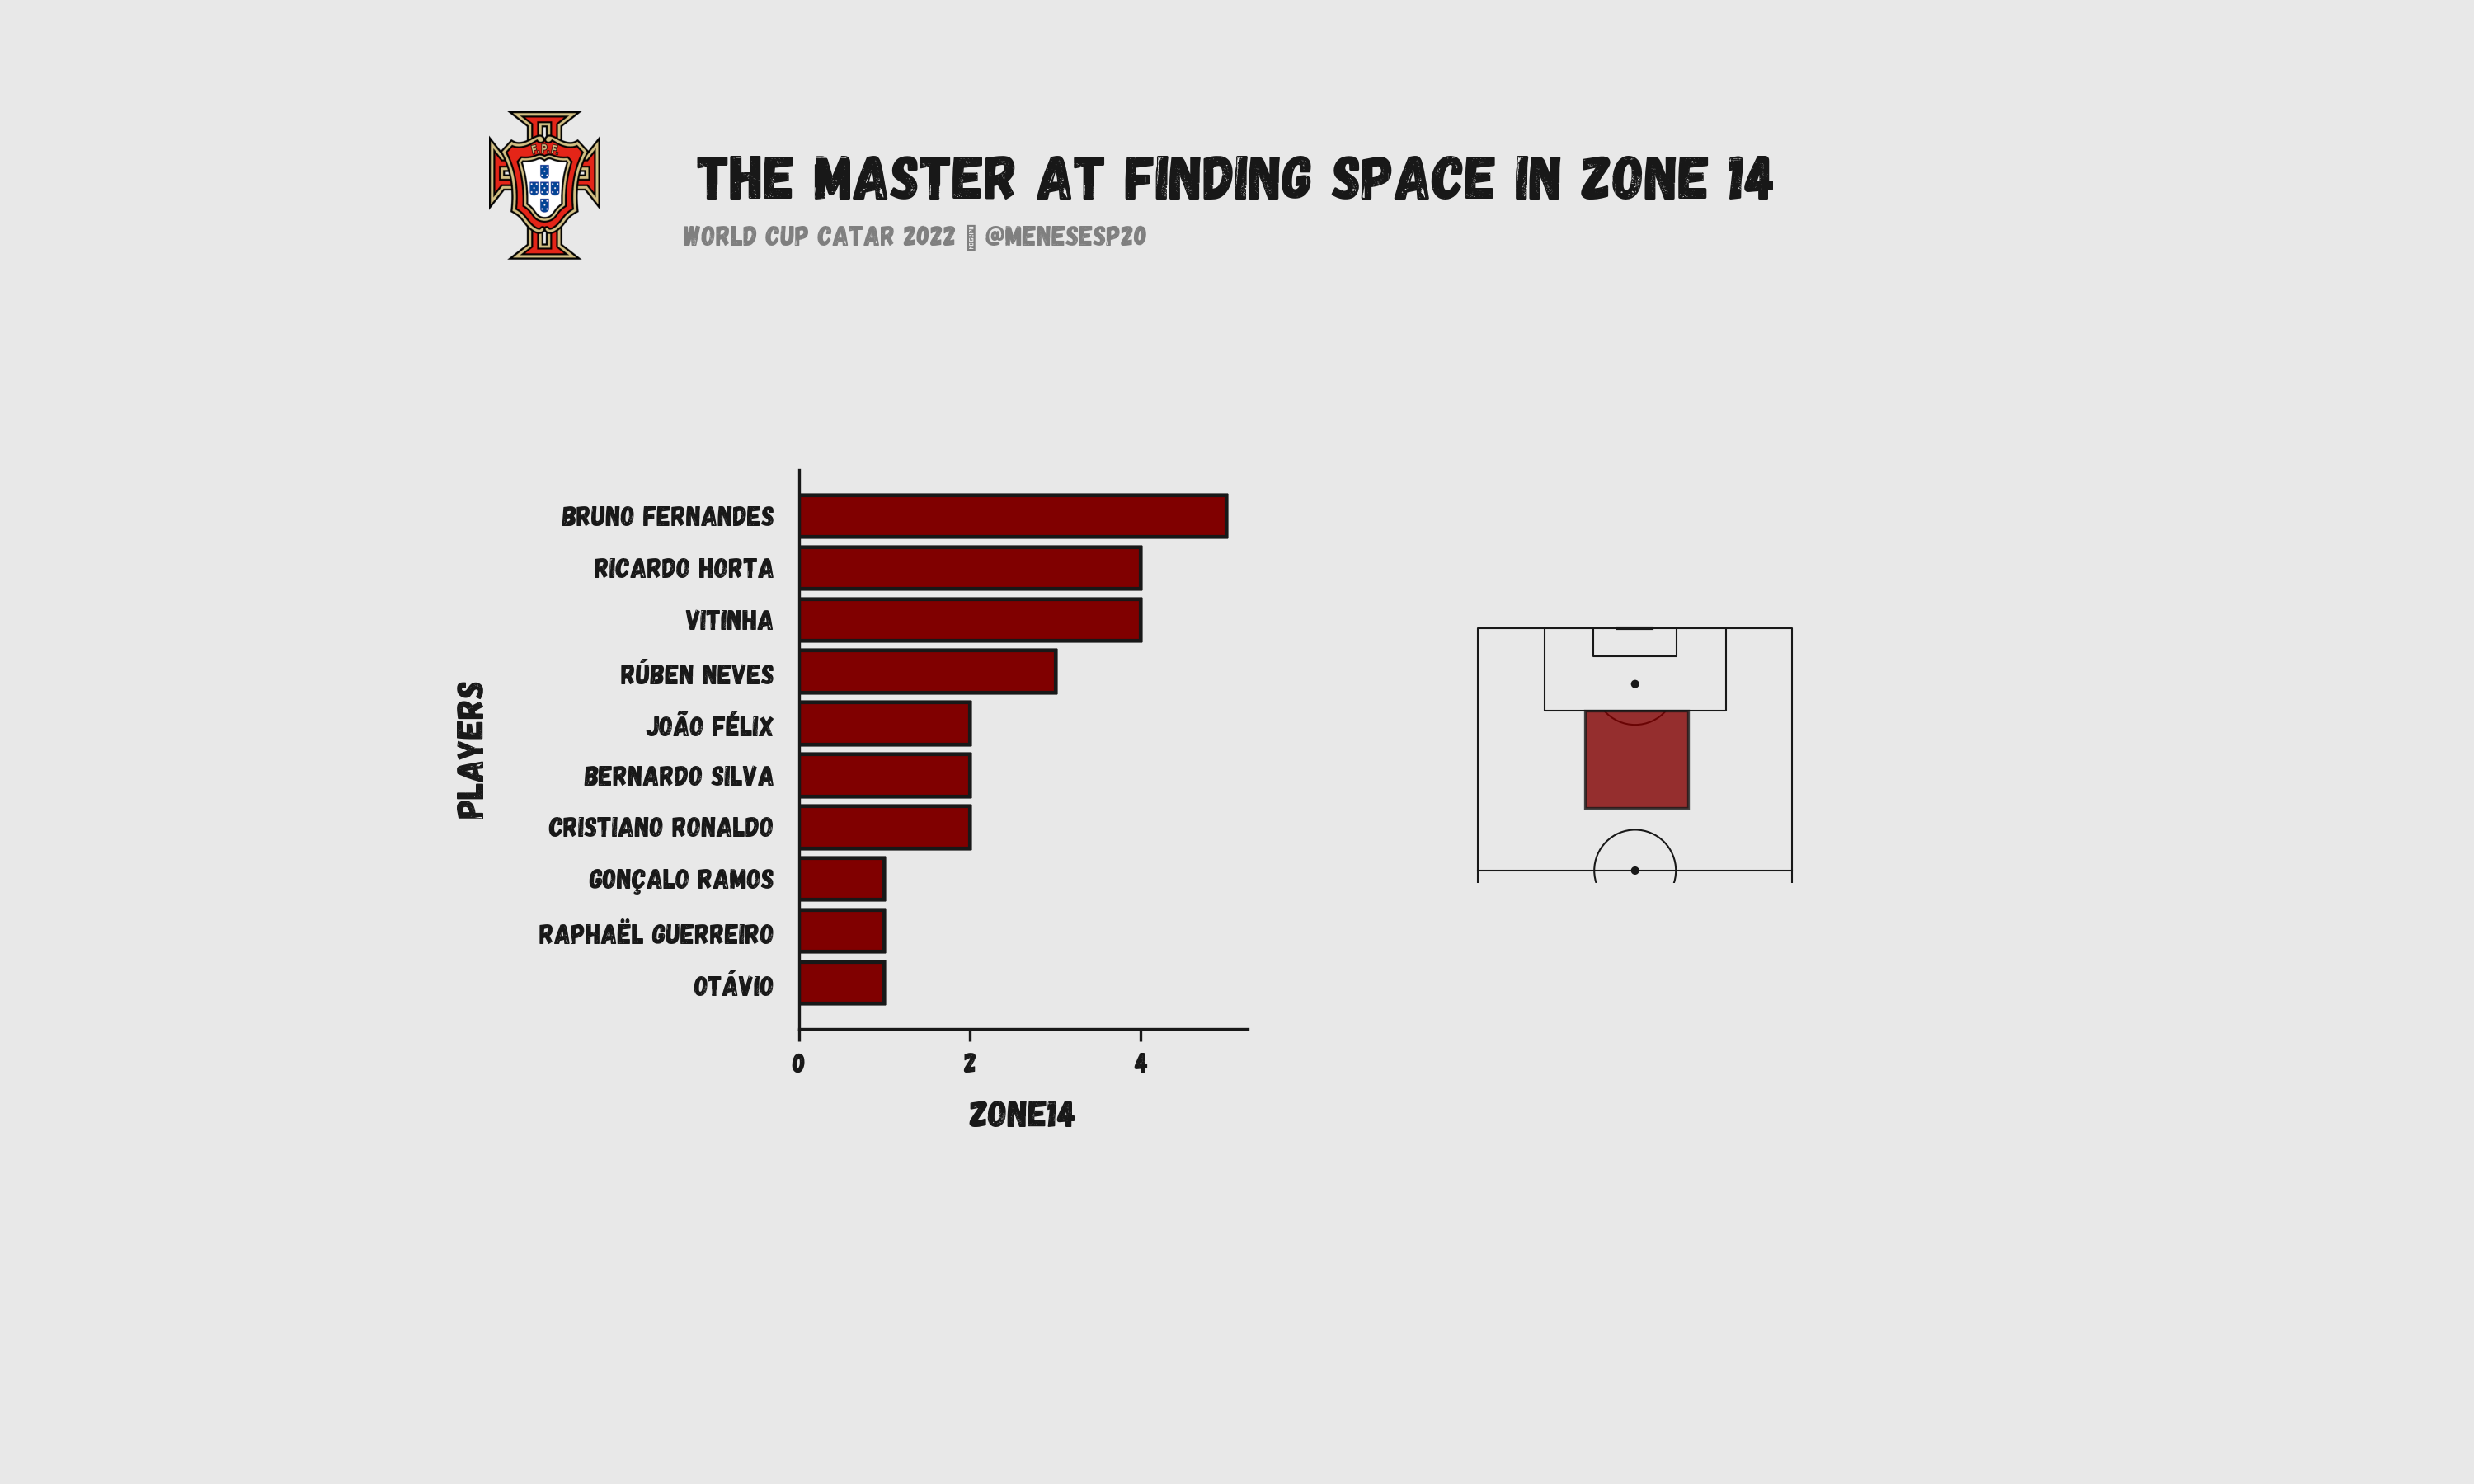 F.P.F.
THE MASTER AT FINDING SPACE IN ZONE 14
WORLD CUP CATAR 2022 @MENESESP20
PLAYERS
BRUNO FERNANDES
RICARDO HORTA
VITINHA
RÚBEN NEVES
JOÃO FÉLIX
BERNARDO SILVA
CRISTIANO RONALDO
GONÇALO RAMOS
RAPHAËL GUERREIRO
OTÁVIO
0 2 4
ZONE14